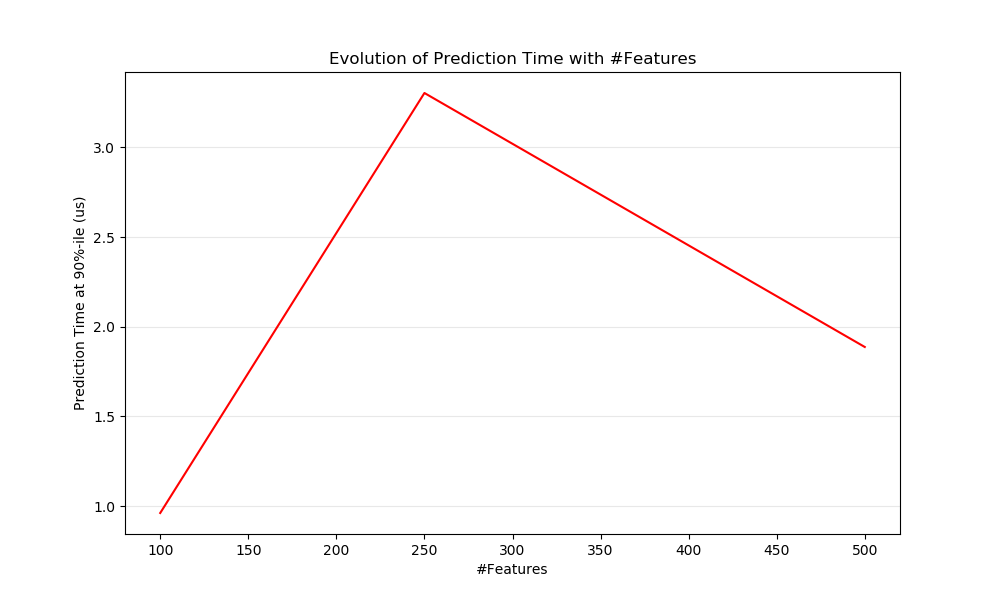 Evolution of Prediction Time with #Features
Prediction Time at 90%-ile (us)
3.0
2.5
2.0
1.5
1.0
100 150 200 250 300 350 400 450 500
#Features